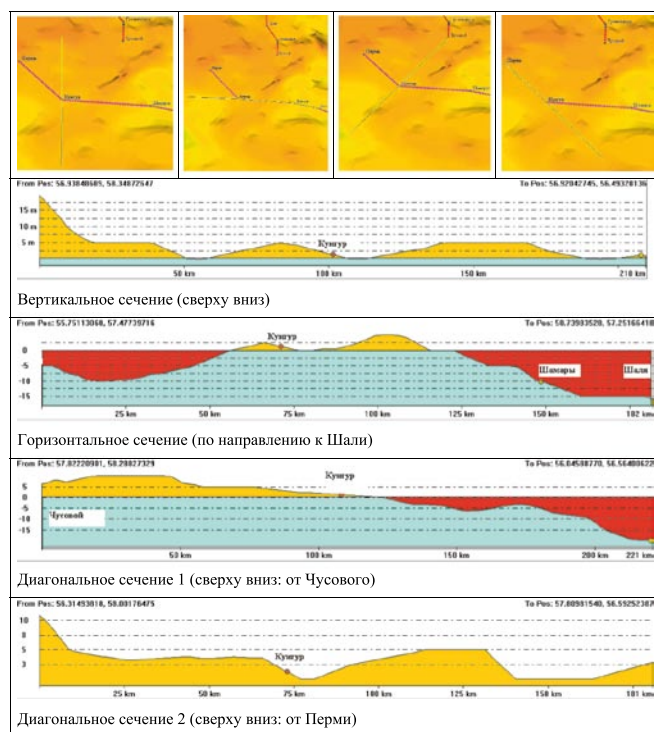 From Pos: 56.93848685, 58.34872547 To Pos: 56.92042745, 56.49328136
15 m
10 m
5 m
Кунгур
50 km 100 km 150 km 210 km
Вертикальное сечение (сверху вниз)
From Pos: 55.75113068, 57.47739716 To Pos: 58.73983528, 57.25166418
Кунгур
0
-5
Шамары Шаля
-10
-15
25 km 50 km 75 km 100 km 125 km 150 km 182 km
Горизонтальное сечение (по направлению к Шали)
From Pos: 57.82220981, 58.28827329 To Pos: 56.04588770, 56.56480622
Кунгур
5
0
-5
Чусовой
-10
-15
50 km 100 km 150 km 200 km 221 km
Диагональное сечение 1 (сверху вниз: от Чусового)
From Pos: 56.31493818, 58.00176475 To Pos: 57.80981540, 56.59252387
10
8
5
Кунгур
3
25 km 50 km 75 km 100 km 125 km 150 km 181 km
Диагональное сечение 2 (сверху вниз: от Перми)